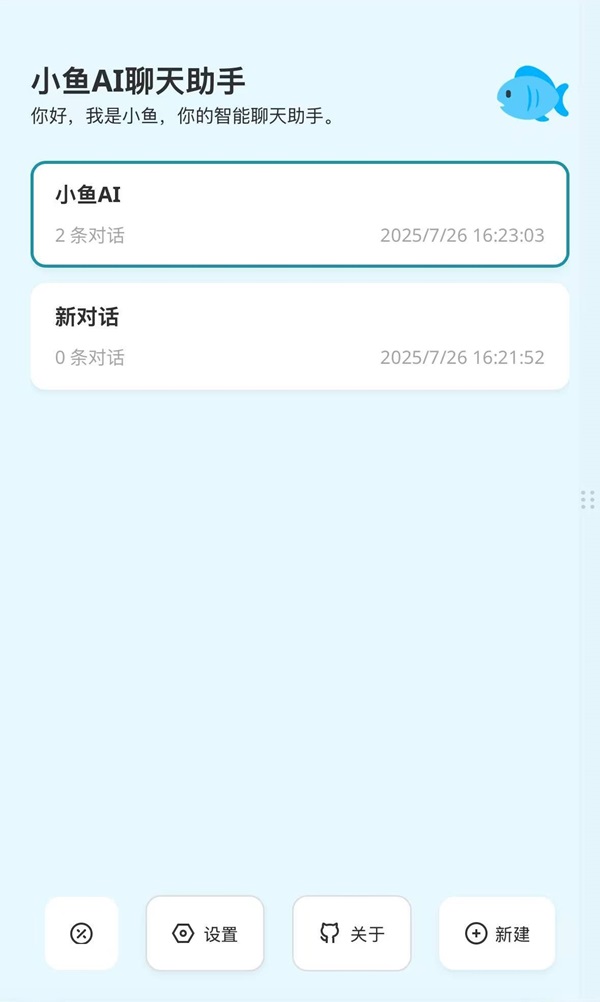 小鱼AI聊天助手
你好，我是小鱼，你的智能聊天助手。
小鱼AI
2 条对话 2025/7/26 16:23:03
新对话
0 条对话 2025/7/26 16:21:52
设置 关于 新建